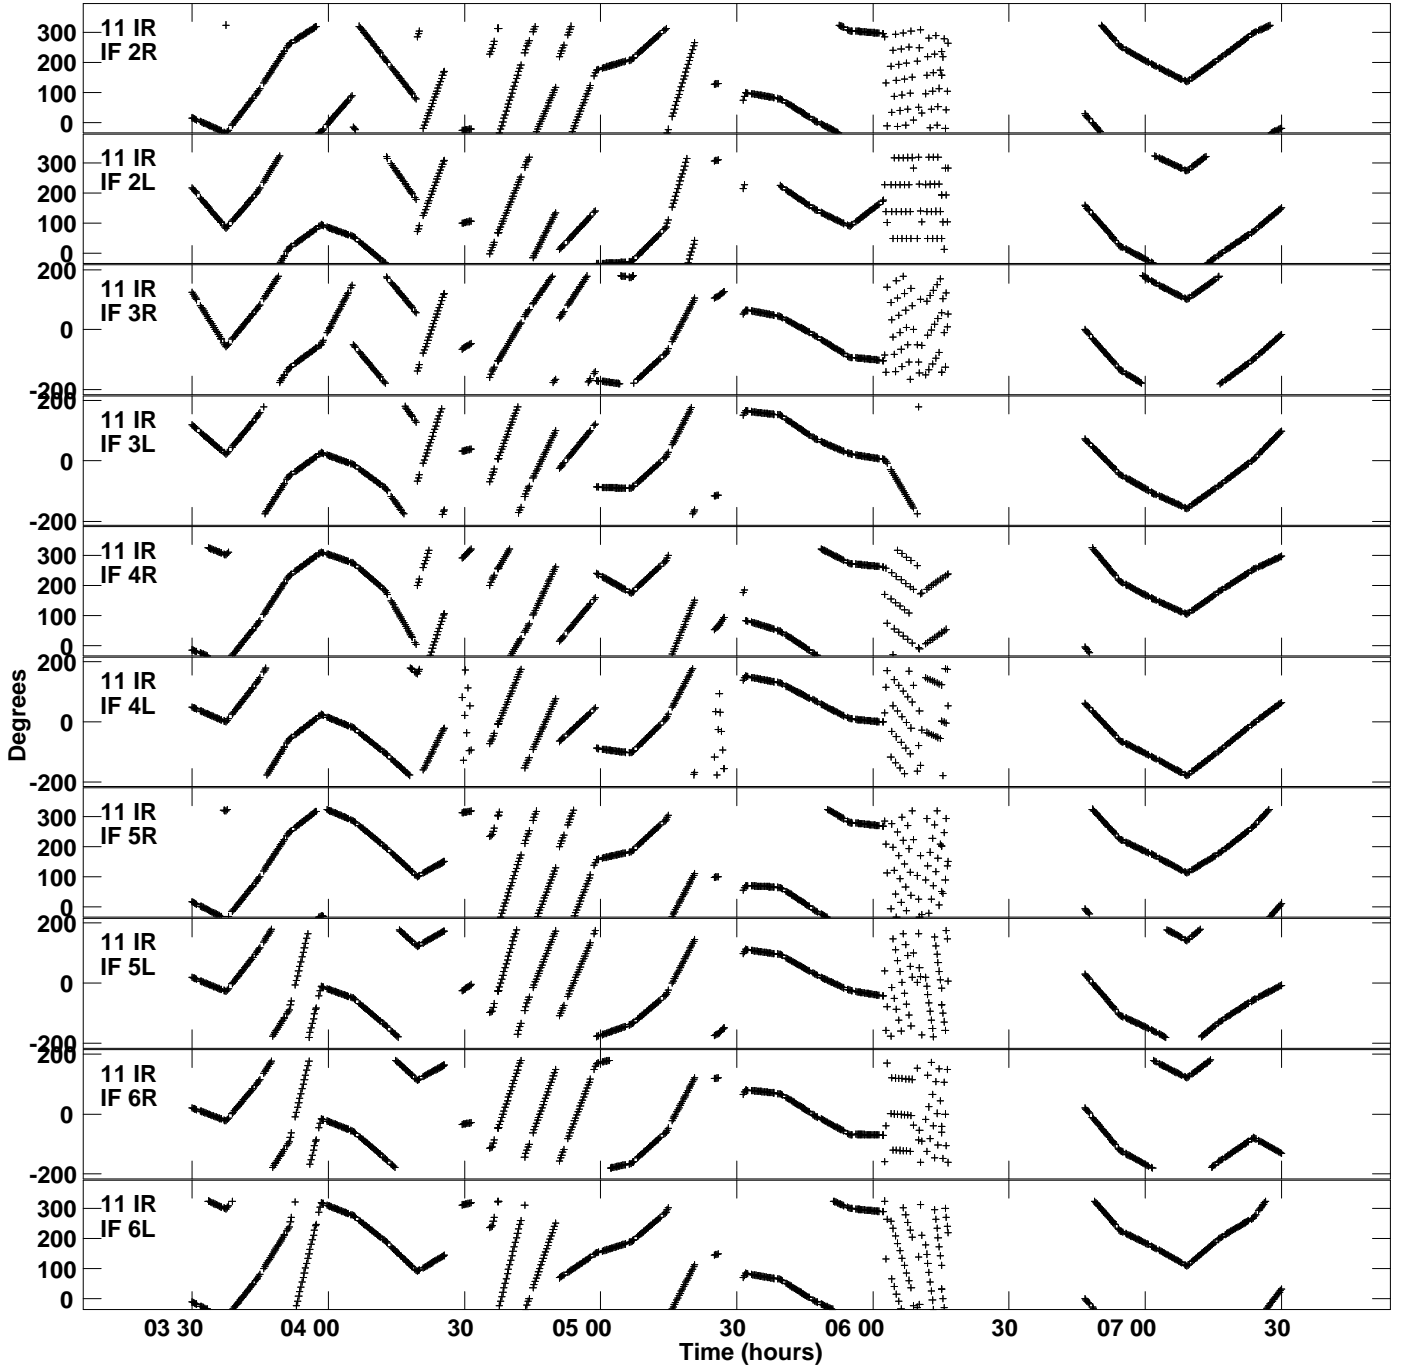 11 IR
IF 2R
300
200
100
0
11 IR
IF 2L
300
200
100
0
11 IR
IF 3R
200
0
-200
11 IR
IF 3L
200
0
-200
11 IR
IF 4R
300
200
100
0
11 IR
IF 4L
200
0
-200
Degrees
11 IR
IF 5R
300
200
100
0
11 IR
IF 5L
200
0
-200
11 IR
IF 6R
200
0
-200
11 IR
IF 6L
300
200
100
0
03 30 04 00 30 05 00 30 06 00 30 07 00 30
Time (hours)